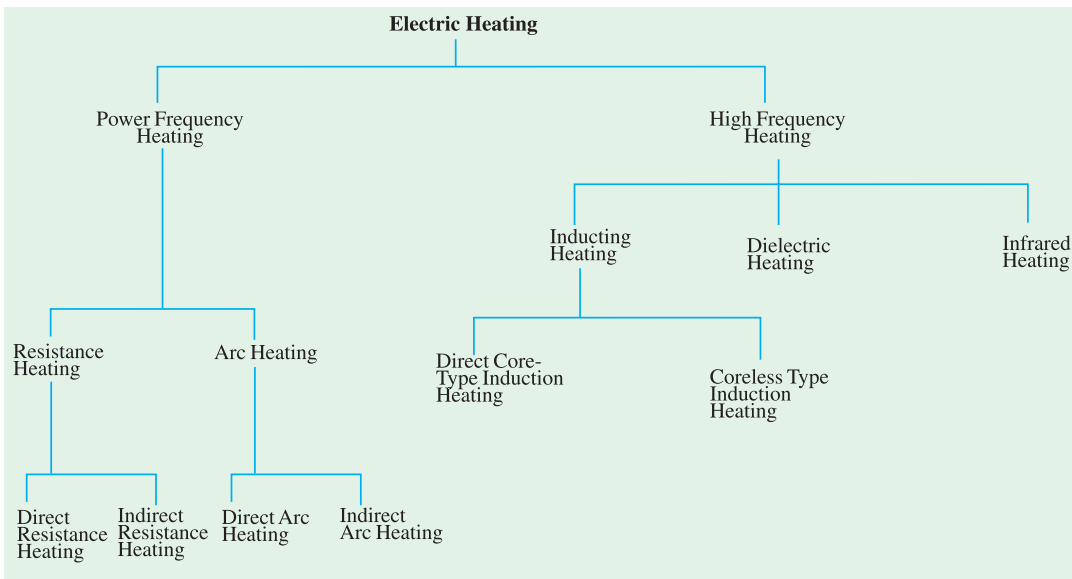 Electric Heating
Power Frequency
Heating
High Frequency
Heating
Inducting
Heating
Dielectric
Heating
Infrared
Heating
Resistance
Heating
Arc Heating
Direct Core-
Type Induction
Heating
Coreless Type
Induction
Heating
Direct
Resistance
Heating
Indirect
Resistance
Heating
Direct Arc
Heating
Indirect
Arc Heating